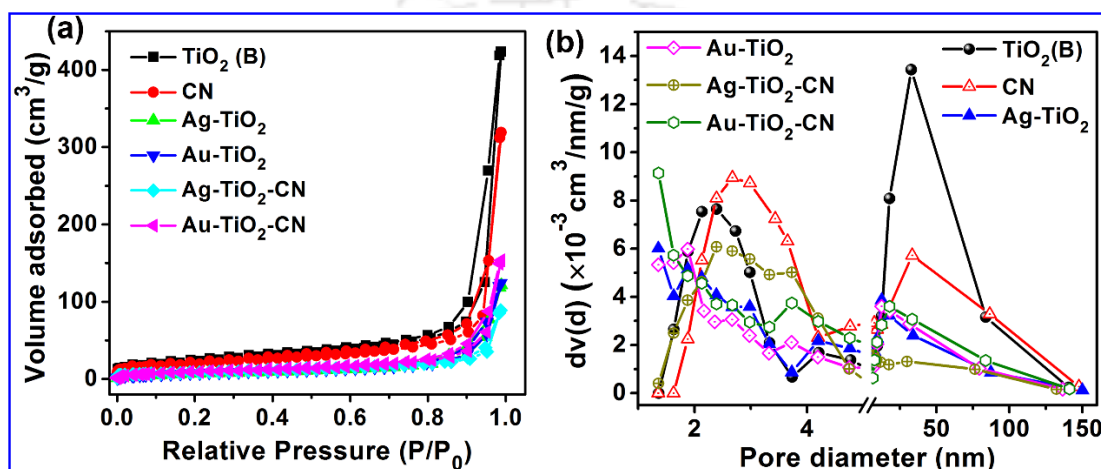 (a)
Volume adsorbed (cm³/g)
400
300
200
100
0
TiO₂ (B)
CN
Ag-TiO₂
Au-TiO₂
Ag-TiO₂-CN
Au-TiO₂-CN
0.0 0.2 0.4 0.6 0.8 1.0
Relative Pressure (P/P₀)
(b)
dv(d) (×10⁻³ cm³/nm/g)
14
12
10
8
6
4
2
0
Au-TiO₂
Ag-TiO₂-CN
Au-TiO₂-CN
TiO₂(B)
CN
Ag-TiO₂
2 4 50 100 150
Pore diameter (nm)